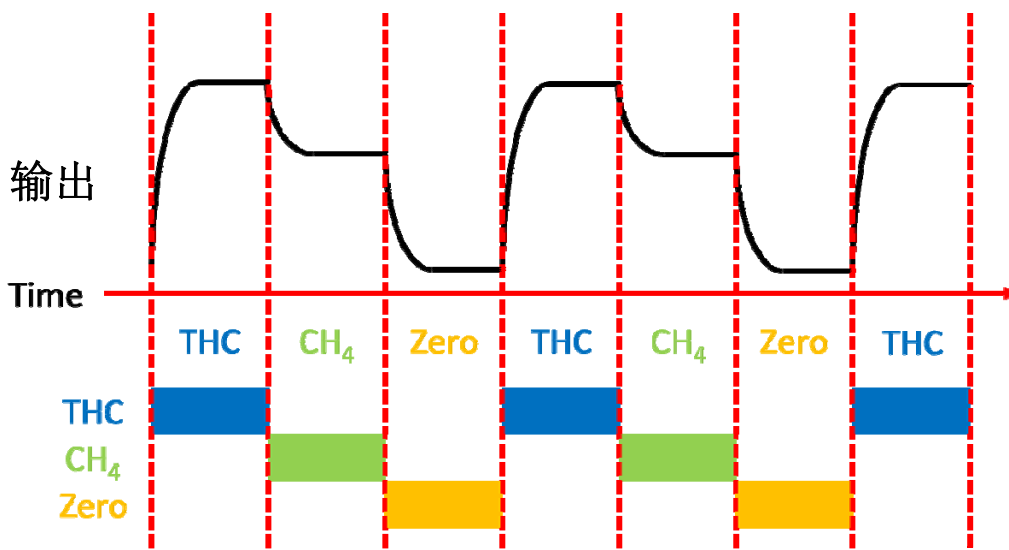 输出
Time
THC CH₄ Zero THC CH₄ Zero THC
THC
CH₄
Zero